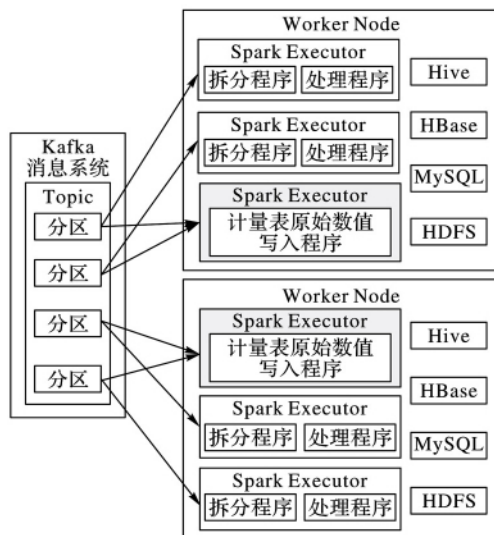 Kafka
消息系统
Topic
分区
分区
分区
分区
Worker Node
Spark Executor
拆分程序 处理程序
Spark Executor
拆分程序 处理程序
Spark Executor
计量表原始数值
写入程序
Hive
HBase
MySQL
HDFS
Worker Node
Spark Executor
计量表原始数值
写入程序
Spark Executor
拆分程序 处理程序
Spark Executor
拆分程序 处理程序
Hive
HBase
MySQL
HDFS